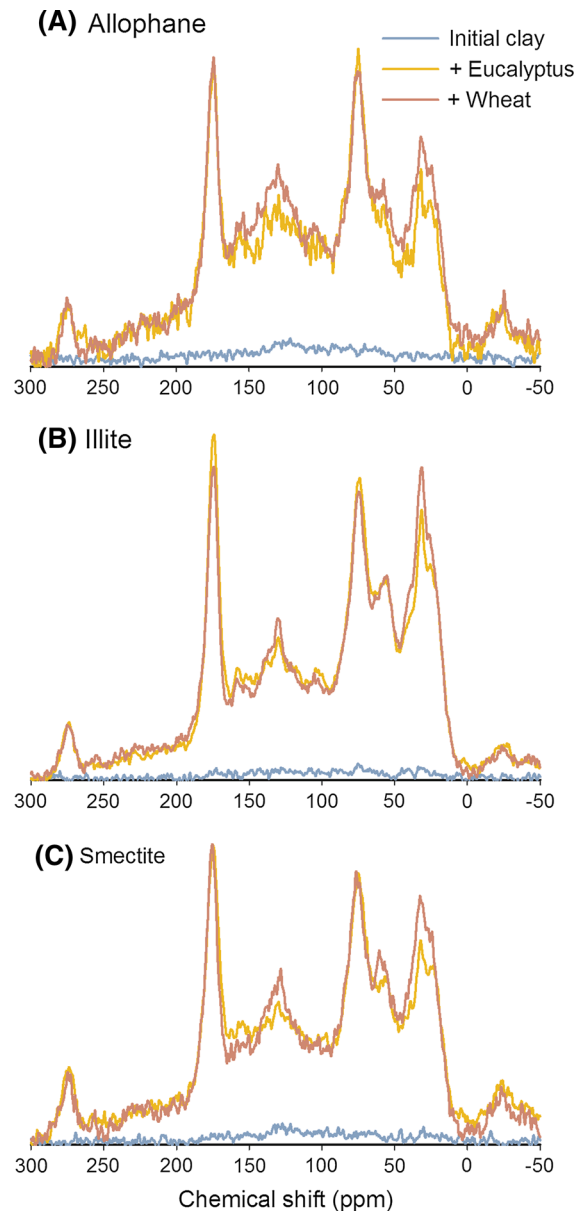 (A) Allophane
Initial clay
+ Eucalyptus
+ Wheat
300 250 200 150 100 50 0 -50
(B) Illite
300 250 200 150 100 50 0 -50
(C) Smectite
300 250 200 150 100 50 0 -50
Chemical shift (ppm)